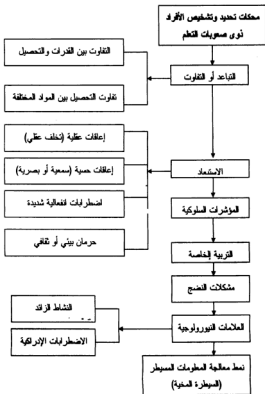 محكات تحديد وتشخيص الأفراد
ذوى صعوبات التعلم
التفاوت بين القدرات والتحصيل
التباعد أو التفاوت
تفاوت التحصيل بين المواد المختلفة
إعاقات عقلية (تخلف عقلي)
إعاقات حسية (سمعية أو بصرية)
الاستبعاد
اضطرابات انفعالية شديدة
المؤشرات السلوكية
حرمان بيئي أو ثقافي
التربية الخاصة
مشكلات النضج
النشاط الزائد
العلامات النيورولوجية
الاضطرابات الإدراكية
نمط معالجة المعلومات المسيطر
(السيطرة المخية)